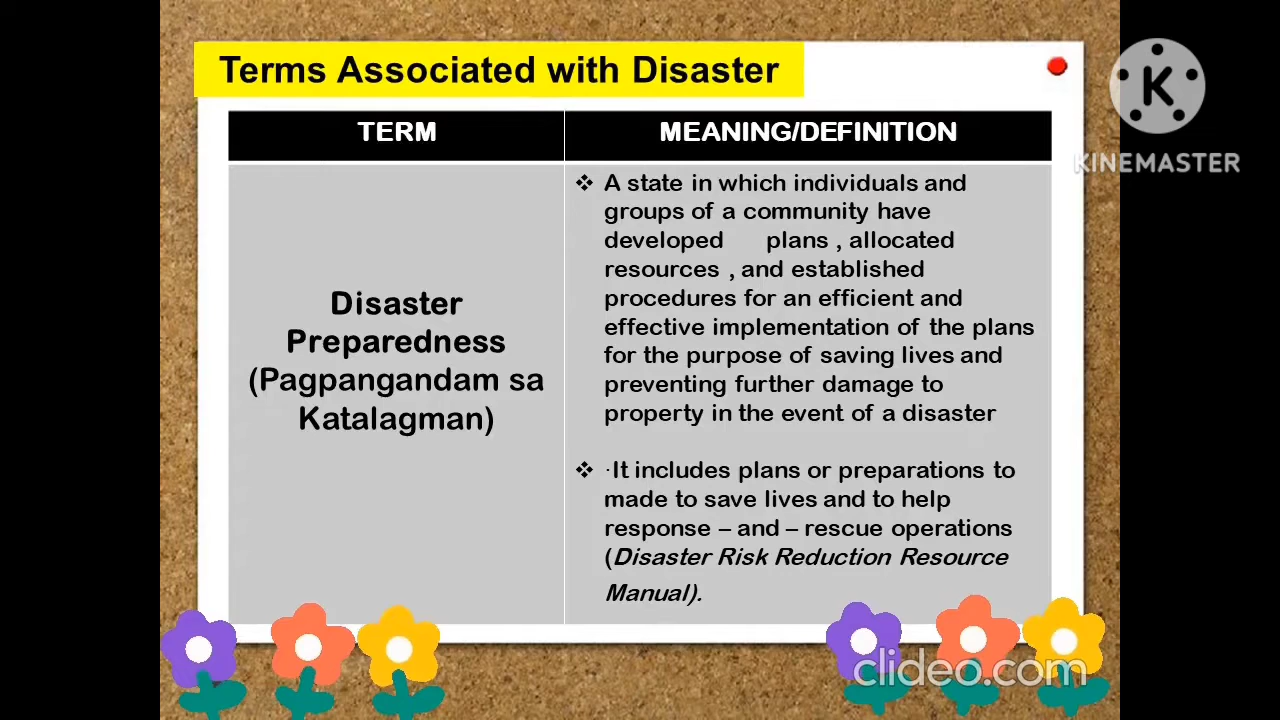 Terms Associated with Disaster
K
KINEMASTER
TERM
MEANING/DEFINITION
Disaster
Preparedness
(Pagpangandam sa
Katalagman)
❖ A state in which individuals and
groups of a community have
developed plans , allocated
resources , and established
procedures for an efficient and
effective implementation of the plans
for the purpose of saving lives and
preventing further damage to
property in the event of a disaster
❖ ·It includes plans or preparations to
made to save lives and to help
response – and – rescue operations
(Disaster Risk Reduction Resource
Manual).
clideo.com